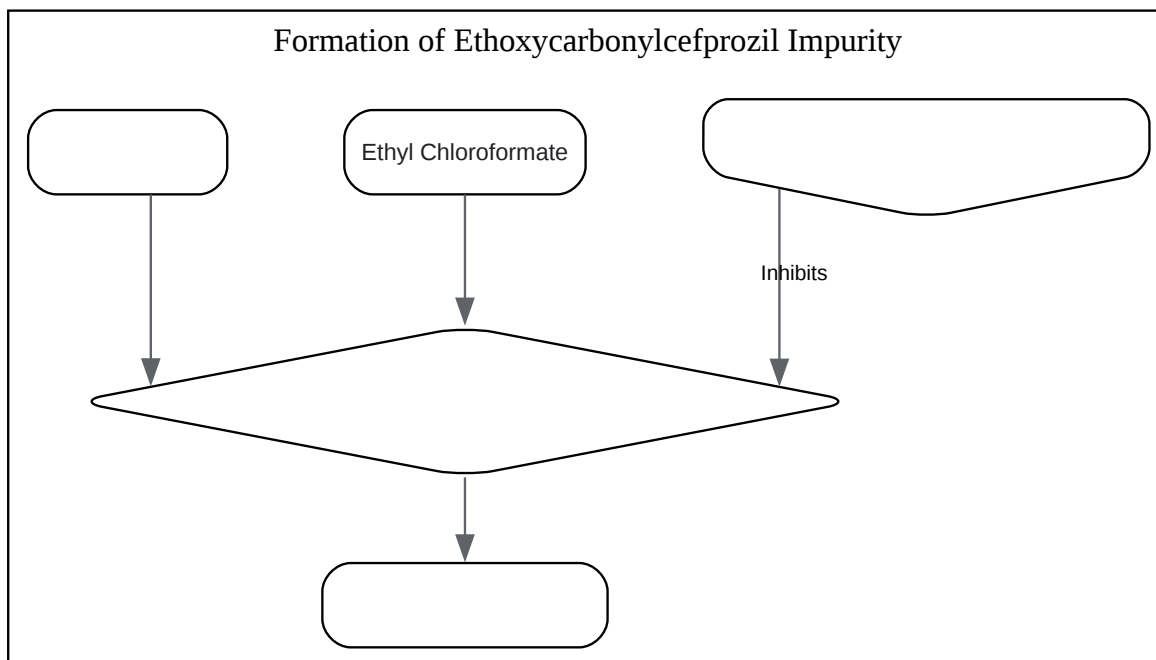 Formation of Ethoxycarbonylcefprozil Impurity
Ethyl Chloroformate
Inhibits